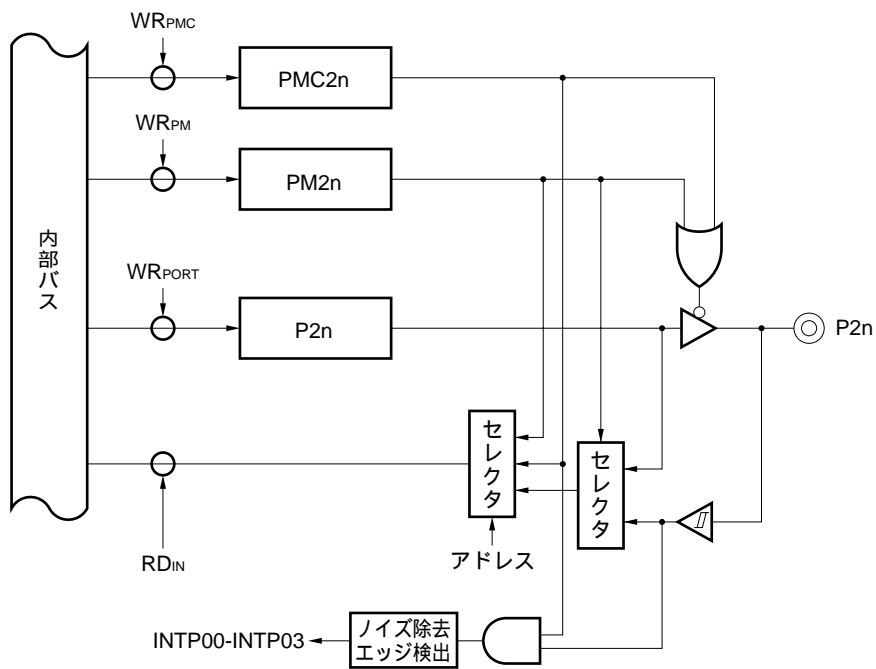 WRPMC
PMC2n
WRPM
PM2n
内部バス
WRPORT
P2n
P2n
セレクタ
セレクタ
RDIN
アドレス
INTP00-INTP03
ノイズ除去
エッジ検出